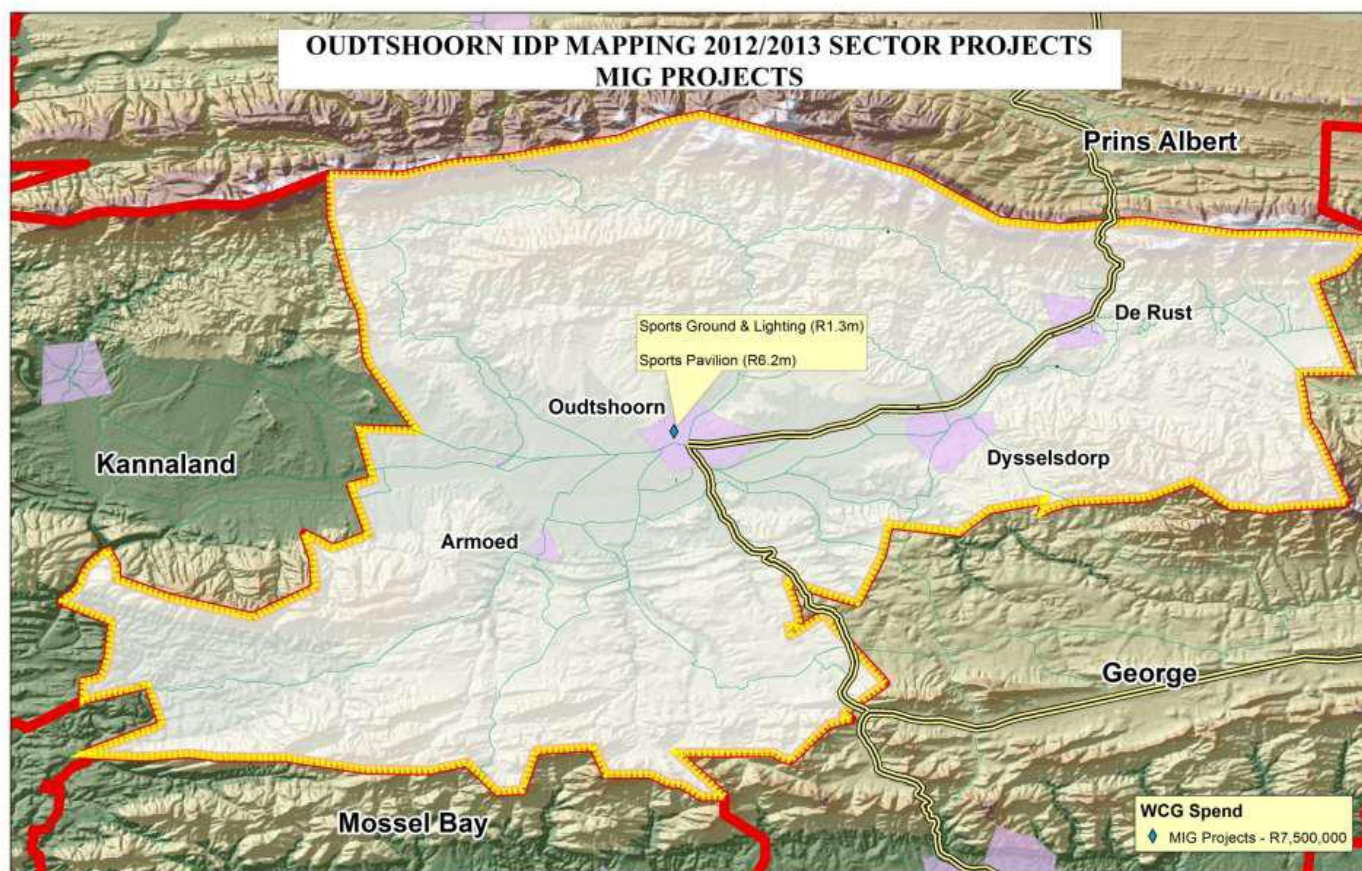 OUDTSHOORN IDP MAPPING 2012/2013 SECTOR PROJECTS
MIG PROJECTS
Prins Albert
De Rust
Sports Ground & Lighting (R1.3m)
Sports Pavilion (R6.2m)
Oudtshoorn
Kannaland
Dysselsdorp
Armoed
George
Mossel Bay
WCG Spend
MIG Projects - R7,500,000